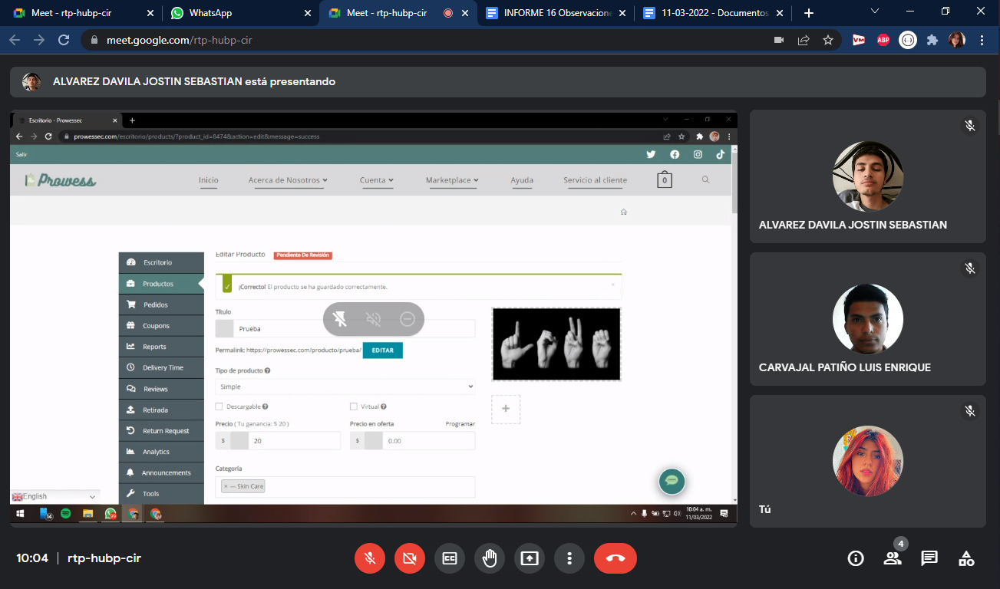 Meet - rtp-hubp-cir
WhatsApp
Meet - rtp-hubp-cir
INFORME 16 Observacione
11-03-2022 - Documentos
meet.google.com/rtp-hubp-cir
VM
ABP
ALVAREZ DAVILA JOSTIN SEBASTIAN está presentando
Escritorio - Prowessec
prowessec.com/escritorio/products/?product_id=8474&action=edit&message=success
Salir
Prowess
Inicio
Acerca de Nosotros
Cuenta
Marketplace
Ayuda
Servicio al cliente
0
Escritorio
Productos
Pedidos
Coupons
Reports
Delivery Time
Reviews
Retirada
Return Request
Analytics
Announcements
Tools
Editar Producto
Pendiente De Revisión
¡Correcto! El producto se ha guardado correctamente.
×
Título
Prueba
Permalink: https://prowessec.com/producto/prueba/
EDITAR
Tipo de producto
Simple
Descargable
Virtual
Precio ( Tu ganancia: $ 20 )
Precio en oferta
Programar
$ 20
$ 0.00
Categoría
× — Skin Care
+
English
14
99
10:04 a. m.
11/03/2022
ALVAREZ DAVILA JOSTIN SEBASTIAN
CARVAJAL PATIÑO LUIS ENRIQUE
Tú
10:04
rtp-hubp-cir
4